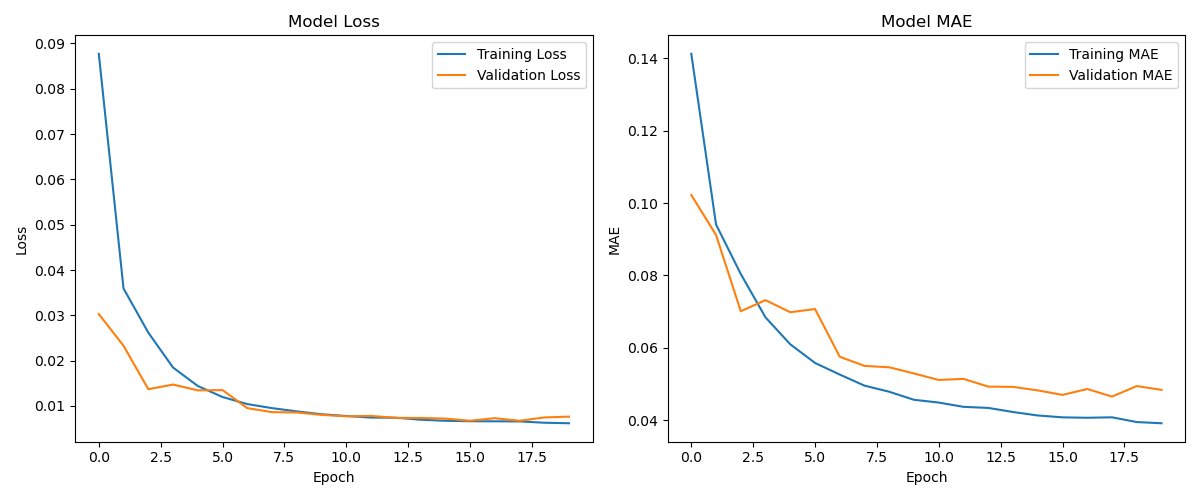 Model Loss
0.09
0.08
0.07
0.06
0.05
0.04
0.03
0.02
0.01
Loss
Training Loss
Validation Loss
0.0 2.5 5.0 7.5 10.0 12.5 15.0 17.5
Epoch
Model MAE
0.14
0.12
0.10
0.08
0.06
0.04
MAE
Training MAE
Validation MAE
0.0 2.5 5.0 7.5 10.0 12.5 15.0 17.5
Epoch